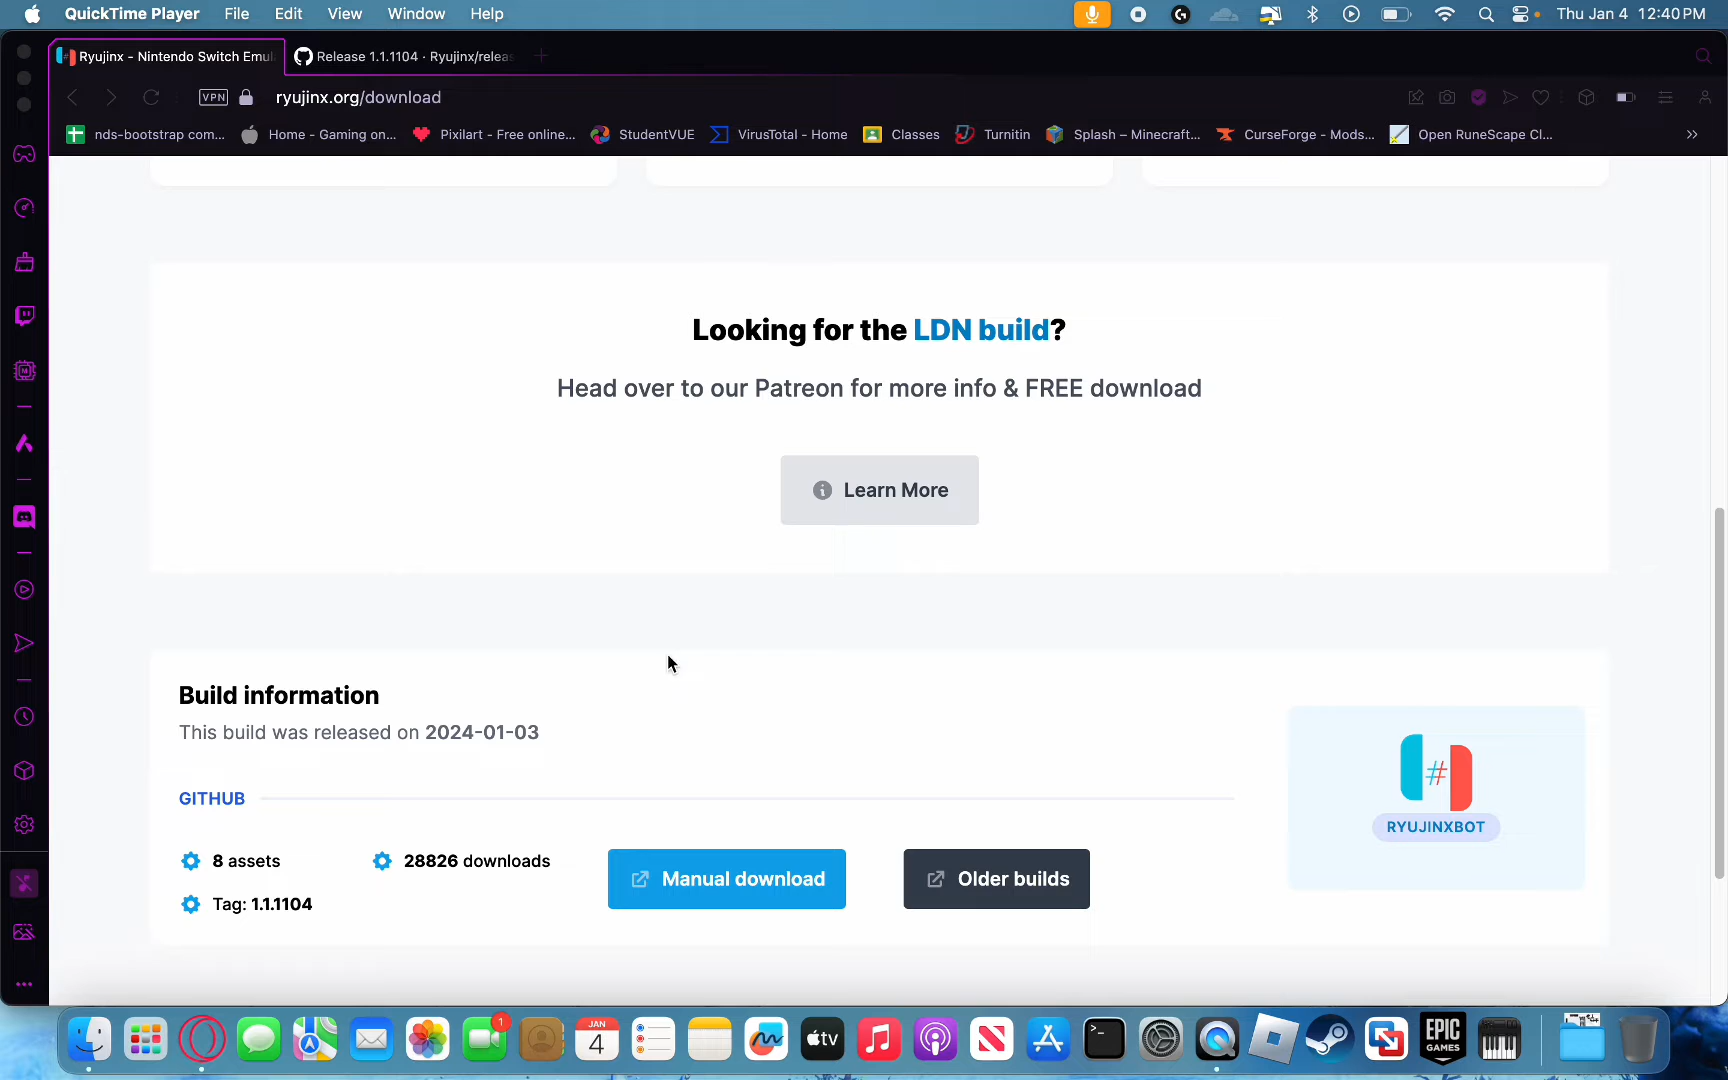 QuickTime Player File Edit View Window Help Thu Jan 4 12:40 PM
Ryujinx - Nintendo Switch Emul Release 1.1.1104 · Ryujinx/relea
VPN ryujinx.org/download
nds-bootstrap com... Home - Gaming on... Pixilart - Free online... StudentVUE VirusTotal - Home Classes Turnitin Splash – Minecraft... CurseForge - Mods... Open RuneScape Cl... »
Looking for the LDN build?
Head over to our Patreon for more info & FREE download
Learn More
Build information
This build was released on 2024-01-03
GITHUB
8 assets 28826 downloads
Tag: 1.1.1104
Manual download Older builds
#
RYUJINXBOT
1 JAN 4 tv EPIC GAMES